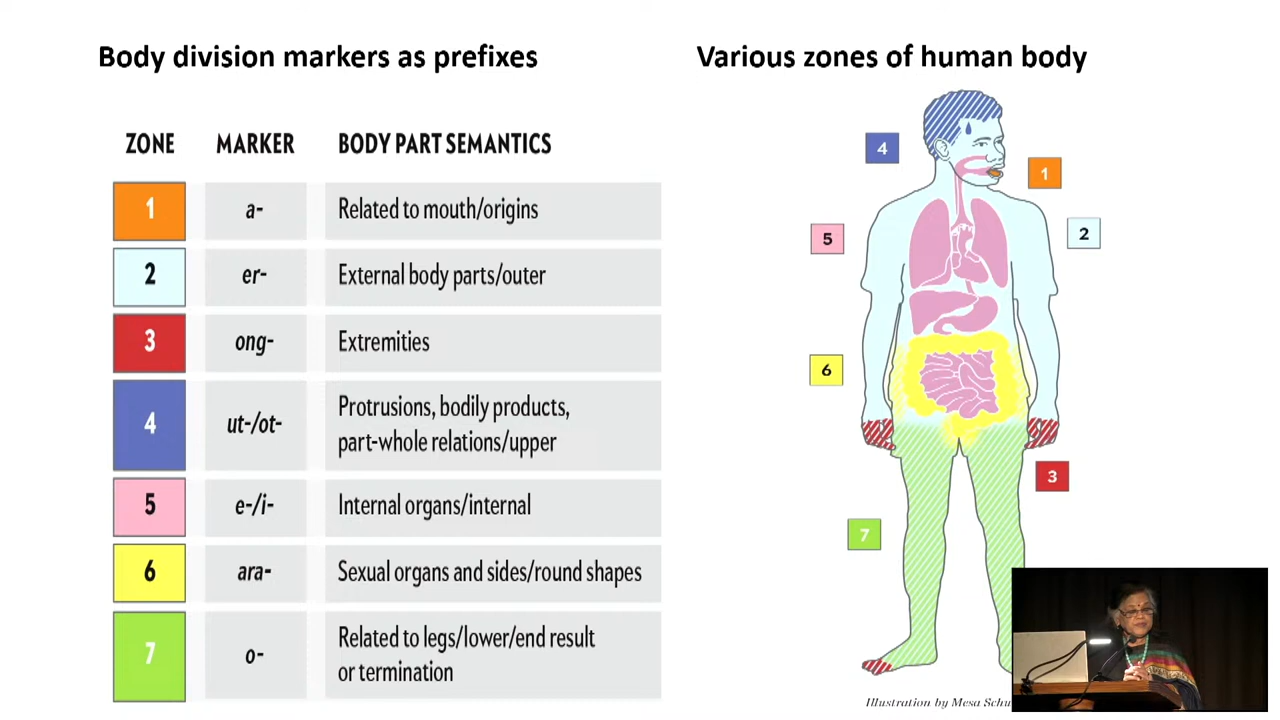 Body division markers as prefixes
Various zones of human body
ZONE MARKER BODY PART SEMANTICS
1 a- Related to mouth/origins
2 er- External body parts/outer
3 ong- Extremities
4 ut-/ot- Protrusions, bodily products,
part-whole relations/upper
5 e-/i- Internal organs/internal
6 ara- Sexual organs and sides/round shapes
7 o- Related to legs/lower/end result
or termination
4
1
2
5
6
3
7
Illustration by Mesa